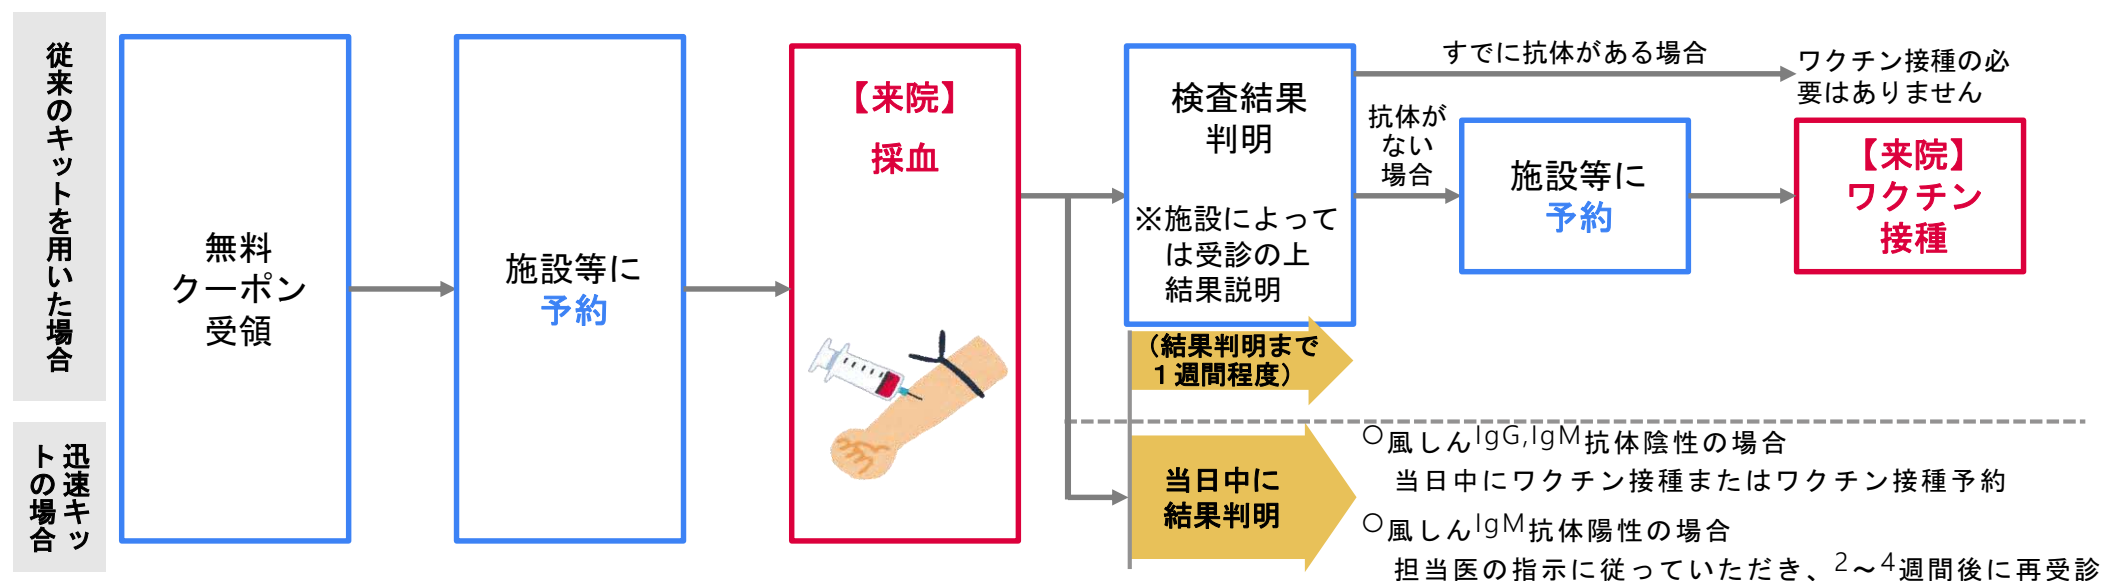 従来のキットを用いた場合
無料
クーポン
受領
施設等に
予約
【来院】
採血
検査結果
判明
※施設によって
は受診の上
結果説明
(結果判明まで
1週間程度)
すでに抗体がある場合
ワクチン接種の必
要はありません
抗体が
ない
場合
施設等に
予約
【来院】
ワクチン
接種
迅速キッ
トの場合
当日中に
結果判明
○風しんIgG,IgM抗体陰性の場合
当日中にワクチン接種またはワクチン接種予約
○風しんIgM抗体陽性の場合
担当医の指示に従っていただき、2～4週間後に再受診